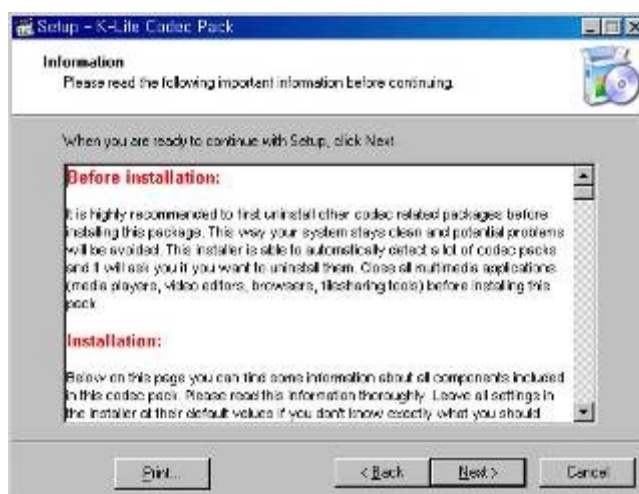 Setup - K-Lite Codec Pack
Information
Please read the following important information before continuing.
When you are ready to continue with Setup, click Next.
Before installation:
It is highly recommended to first uninstall other codec related packages before
installing this package. This way your system stays clean and potential problems
will be avoided. This installer is able to automatically detect a lot of codec packs
and it will ask you if you want to uninstall them. Close all multimedia applications
(media players, video editors, browsers, filesharing tools) before installing this
pack.
Installation:
Below on this page you can find some information about all components included
in this codec pack. Please read this information thoroughly. Leave all settings in
the installer at their default values if you don't know exactly what you should
Print...
< Back
Next >
Cancel